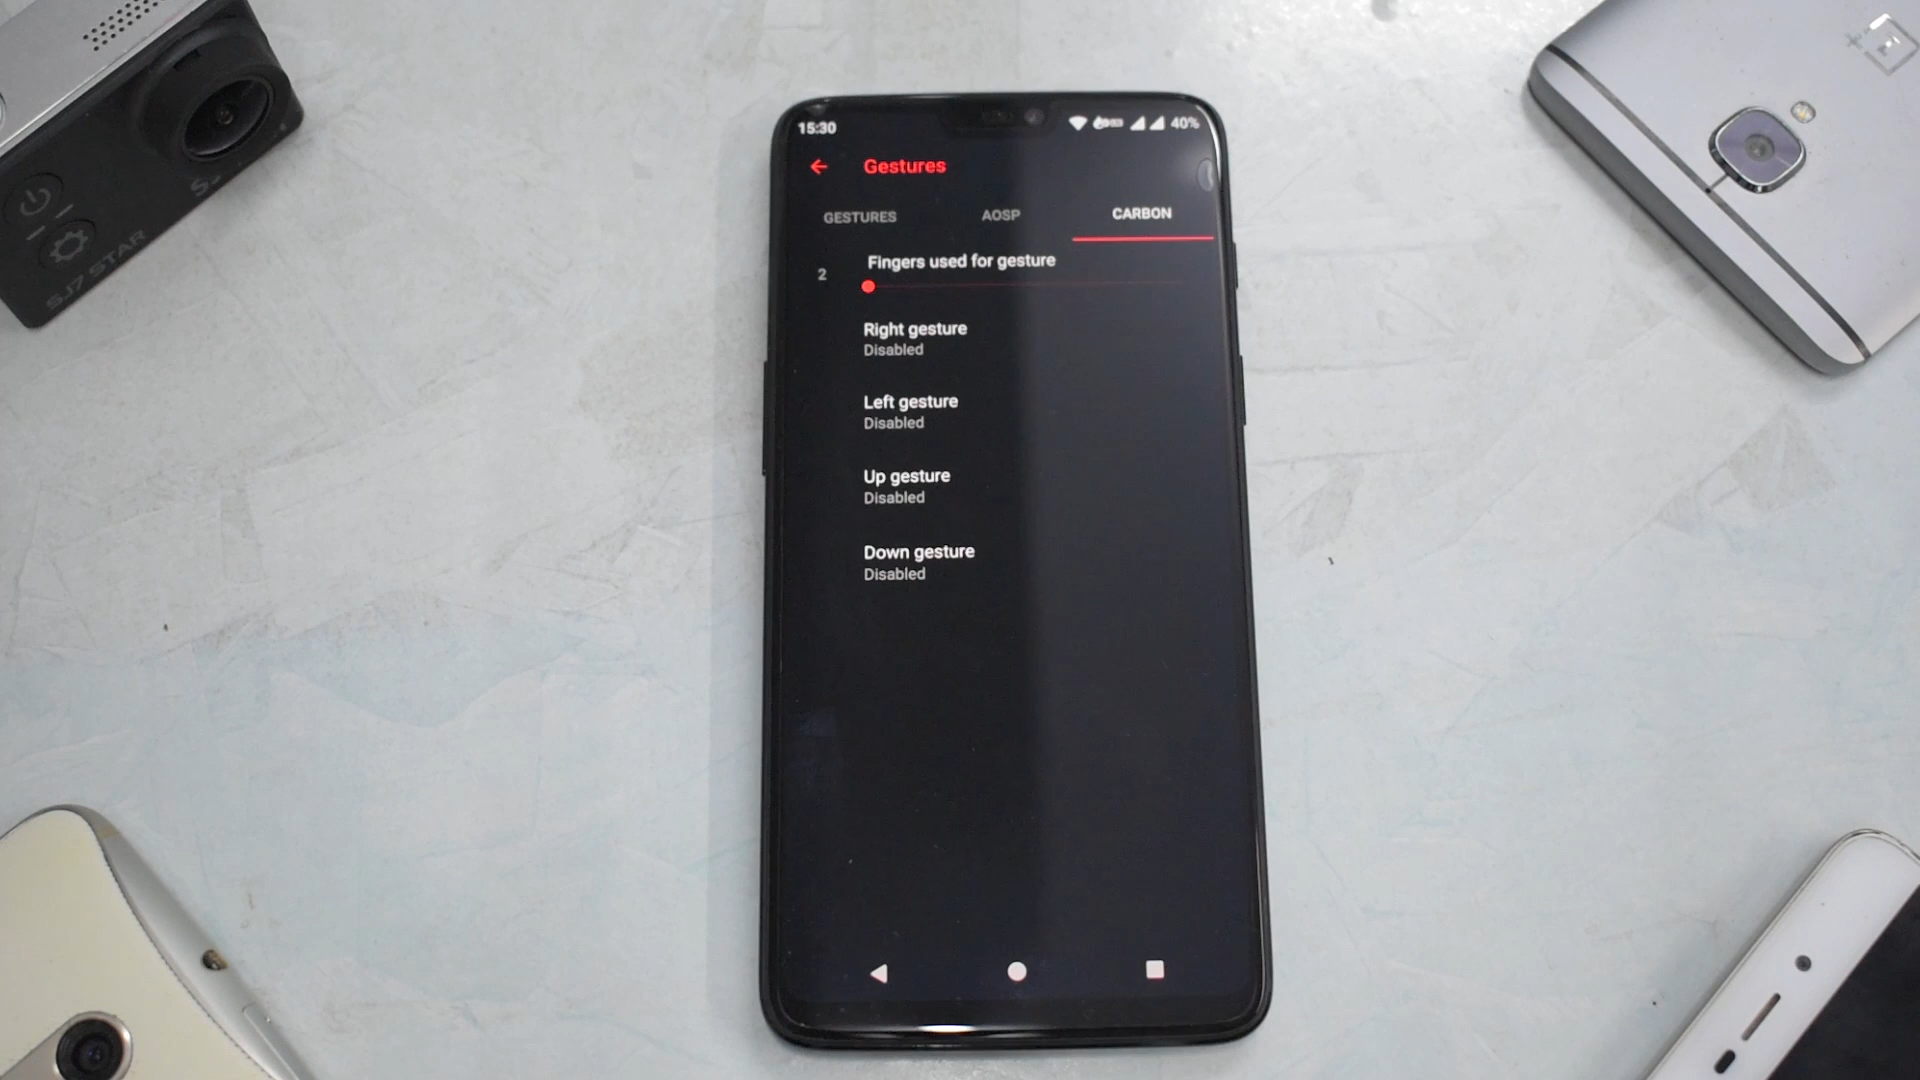 15:30
40%
Gestures
GESTURES
AOSP
CARBON
2
Fingers used for gesture
Right gesture
Disabled
Left gesture
Disabled
Up gesture
Disabled
Down gesture
Disabled
SJ7 STAR